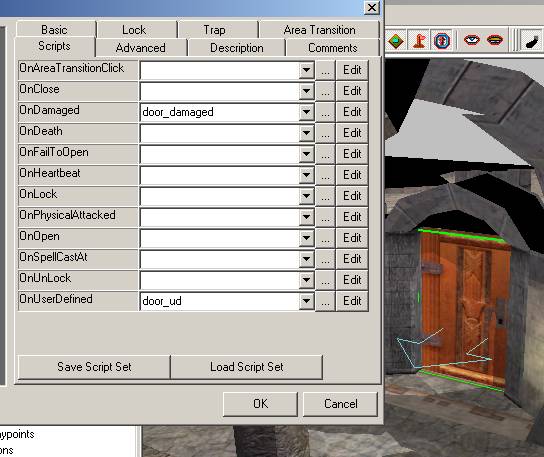 Basic Lock Trap Area Transition
Scripts Advanced Description Comments
OnAreaTransitionClick ... Edit
OnClose ... Edit
OnDamaged door_damaged ... Edit
OnDeath ... Edit
OnFailToOpen ... Edit
OnHeartbeat ... Edit
OnLock ... Edit
OnPhysicalAttacked ... Edit
OnOpen ... Edit
OnSpellCastAt ... Edit
OnUnLock ... Edit
OnUserDefined door_ud ... Edit
Save Script Set Load Script Set
OK Cancel